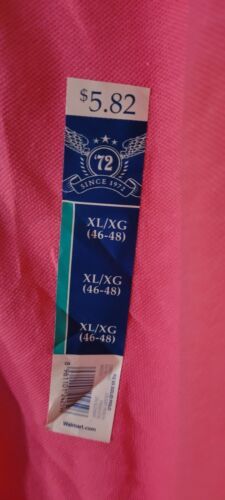 $5.82
'72
SINCE 1972
XL/XG
(46-48)
XL/XG
(46-48)
XL/XG
(46-48)
Walmart.com